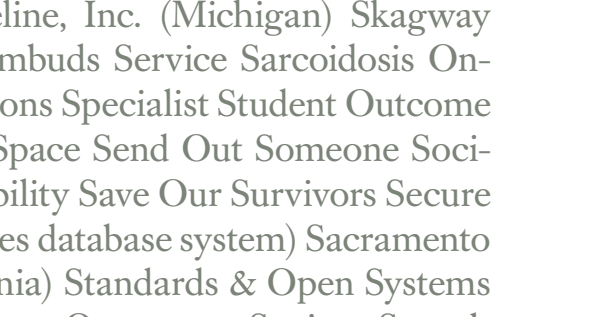 eline, Inc. (Michigan) Skagway
mbuds Service Sarcoidosis On-
ons Specialist Student Outcome
Space Send Out Someone Soci-
bility Save Our Survivors Secure
es database system) Sacramento
nia) Standards & Open Systems